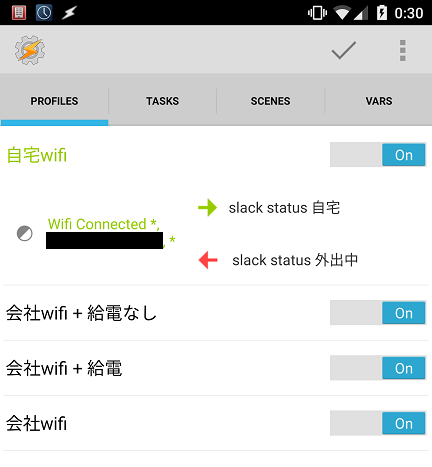 0:30
PROFILES TASKS SCENES VARS
自宅wifi On
Wifi Connected *,
, *
slack status 自宅
slack status 外出中
会社wifi + 給電なし On
会社wifi + 給電 On
会社wifi On